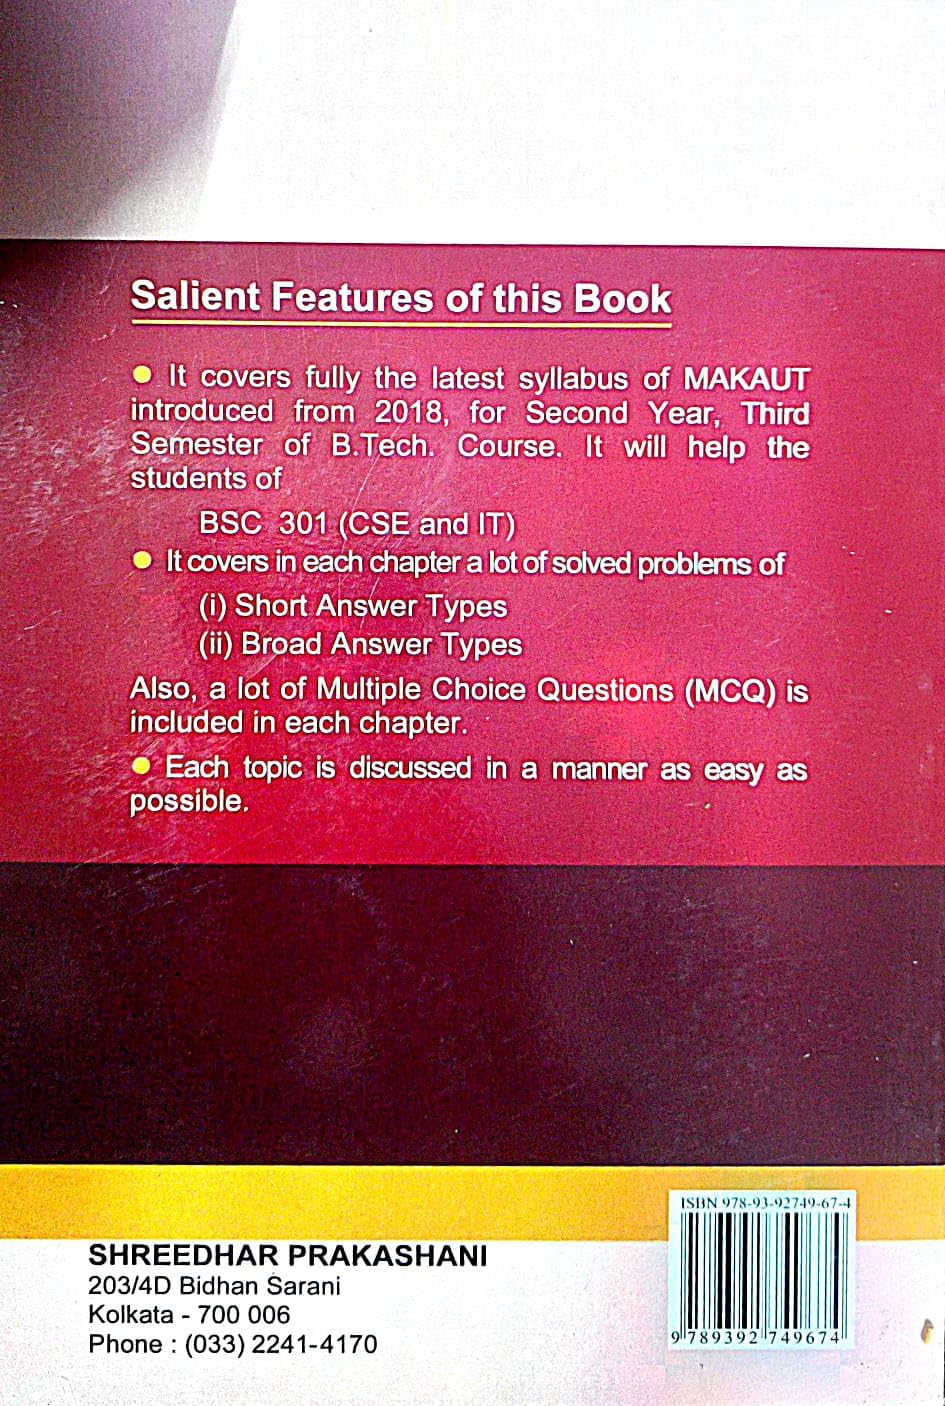 Salient Features of this Book
● It covers fully the latest syllabus of MAKAUT
introduced from 2018, for Second Year, Third
Semester of B.Tech. Course. It will help the
students of
BSC 301 (CSE and IT)
● It covers in each chapter a lot of solved problems of
(i) Short Answer Types
(ii) Broad Answer Types
Also, a lot of Multiple Choice Questions (MCQ) is
included in each chapter.
● Each topic is discussed in a manner as easy as
possible.
ISBN 978-93-92749-67-4
9 789392 749674
SHREEDHAR PRAKASHANI
203/4D Bidhan Sarani
Kolkata - 700 006
Phone : (033) 2241-4170